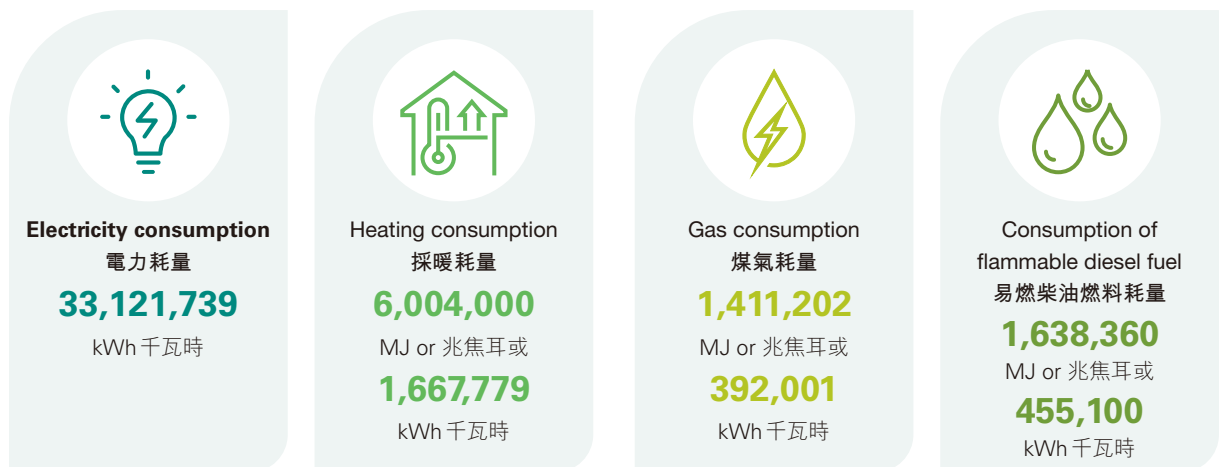 Electricity consumption
電力耗量
33,121,739
kWh 千瓦時
Heating consumption
採暖耗量
6,004,000
MJ or 兆焦耳或
1,667,779
kWh 千瓦時
Gas consumption
煤氣耗量
1,411,202
MJ or 兆焦耳或
392,001
kWh 千瓦時
Consumption of
flammable diesel fuel
易燃柴油燃料耗量
1,638,360
MJ or 兆焦耳或
455,100
kWh 千瓦時